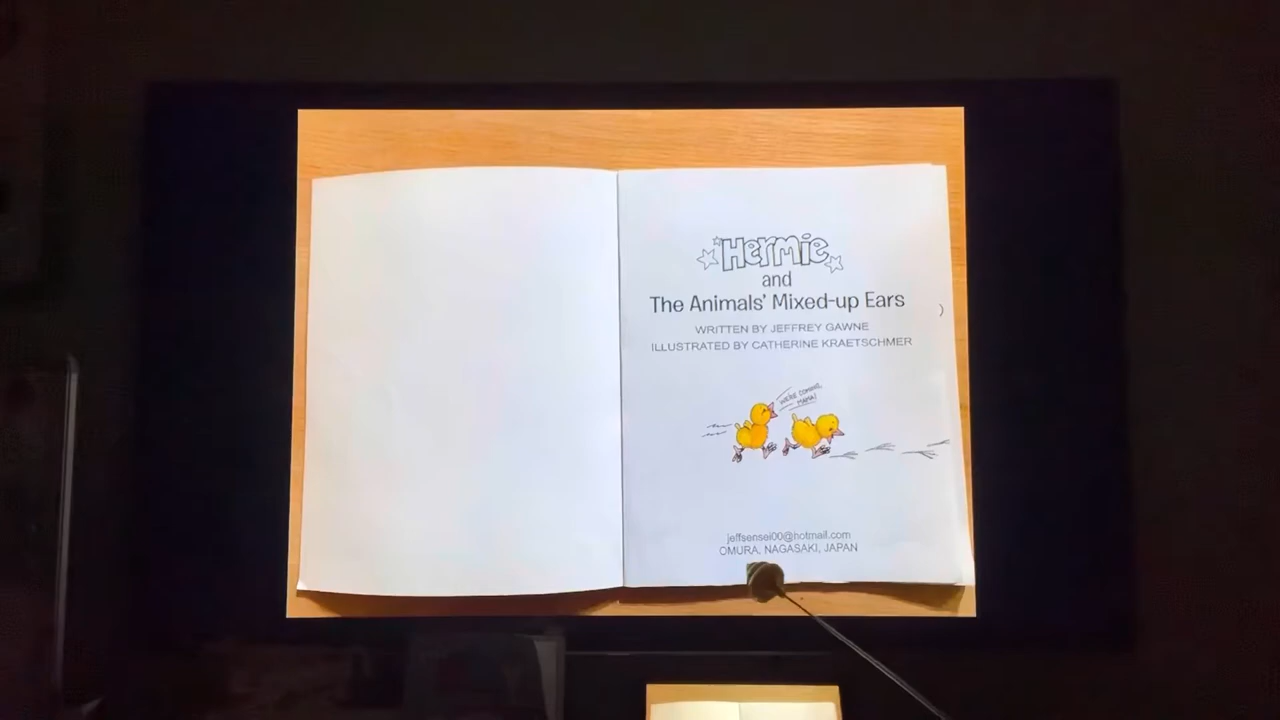 Hermie
and
The Animals' Mixed-up Ears
WRITTEN BY JEFFREY GAWNE
ILLUSTRATED BY CATHERINE KRAETSCHMER
WE'RE COMING,
MAMA!
jeffsensei00@hotmail.com
OMURA, NAGASAKI, JAPAN